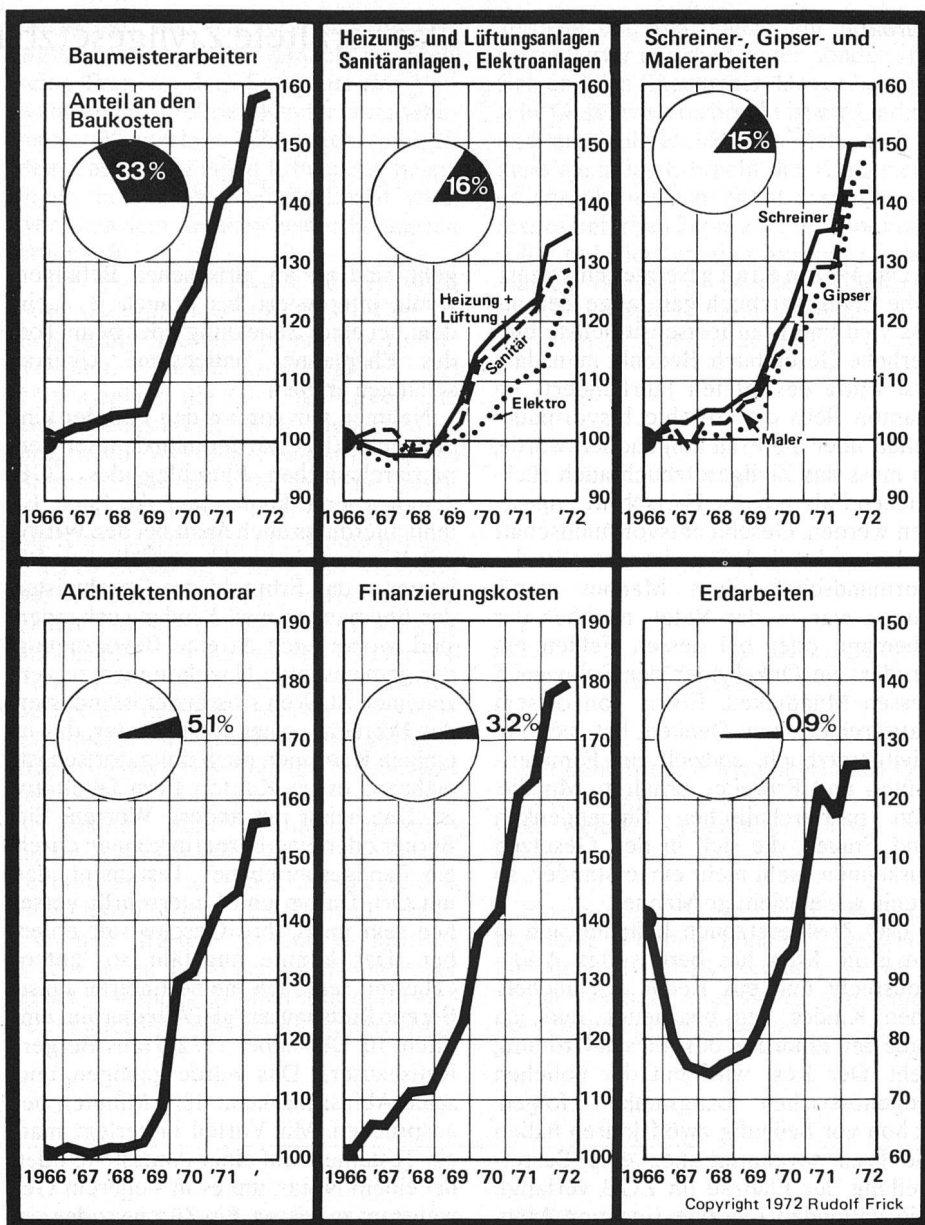 Baumeisterarbeiten
160
Anteil an den
Baukosten
150
33%
140
130
120
110
100
90
1966 '67 '68 '69 '70 '71 '72
Heizungs- und Lüftungsanlagen
Sanitäranlagen, Elektroanlagen
160
150
16%
140
130
Heizung +
Lüftung
120
Sanitär
110
Elektro
100
90
1966 '67 '68 '69 '70 '71 '72
Schreiner-, Gipser- und
Malerarbeiten
160
15%
150
140
Schreiner
130
Gipser
120
110
100
Maler
90
1966 '67 '68 '69 '70 '71 '72
Architektenhonorar
190
180
5,1%
170
160
150
140
130
120
110
100
1966 '67 '68 '69 '70 '71 '72
Finanzierungskosten
190
180
3,2%
170
160
150
140
130
120
110
100
1966 '67 '68 '69 '70 '71 '72
Erdarbeiten
150
140
0,9%
130
120
110
100
90
80
70
60
1966 '67 '68 '69 '70 '71 '72
Copyright 1972 Rudolf Frick